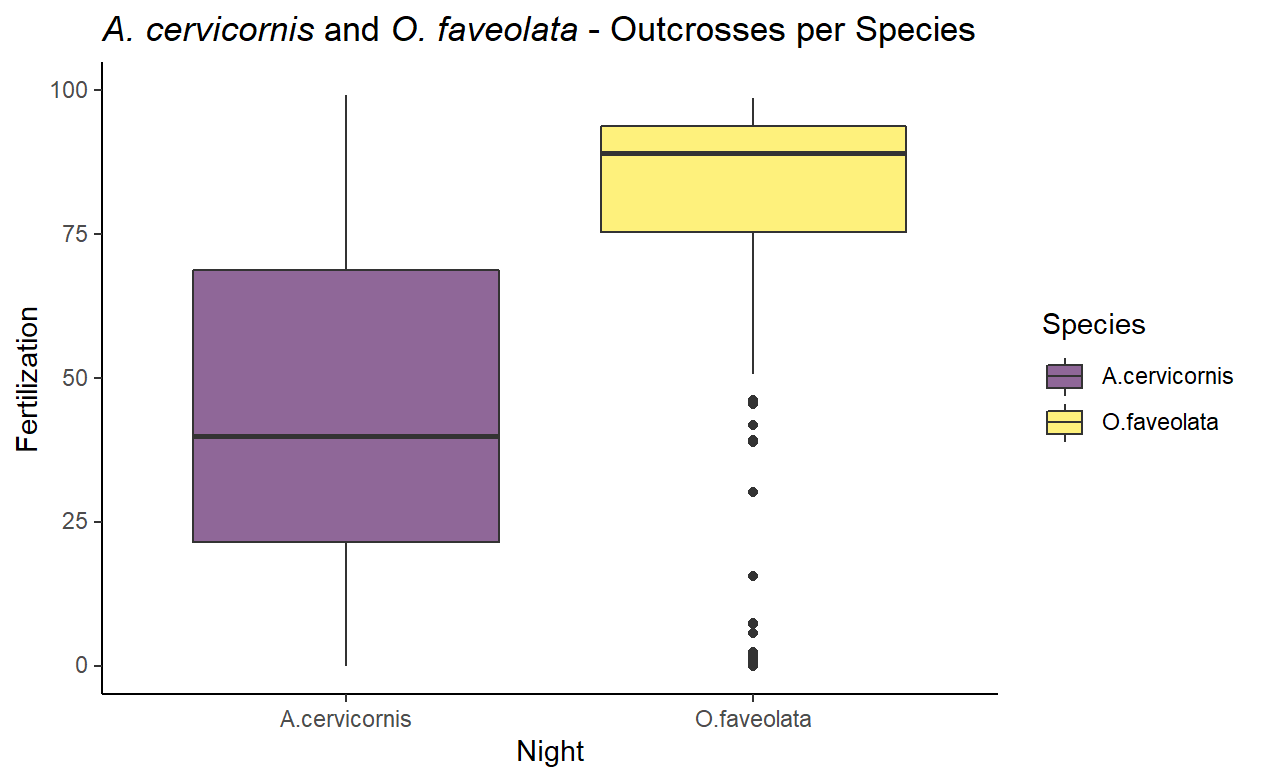 A. cervicornis and O. faveolata - Outcrosses per Species
Fertilization
100
75
50
25
0
A.cervicornis
O.faveolata
Night
Species
A.cervicornis
O.faveolata